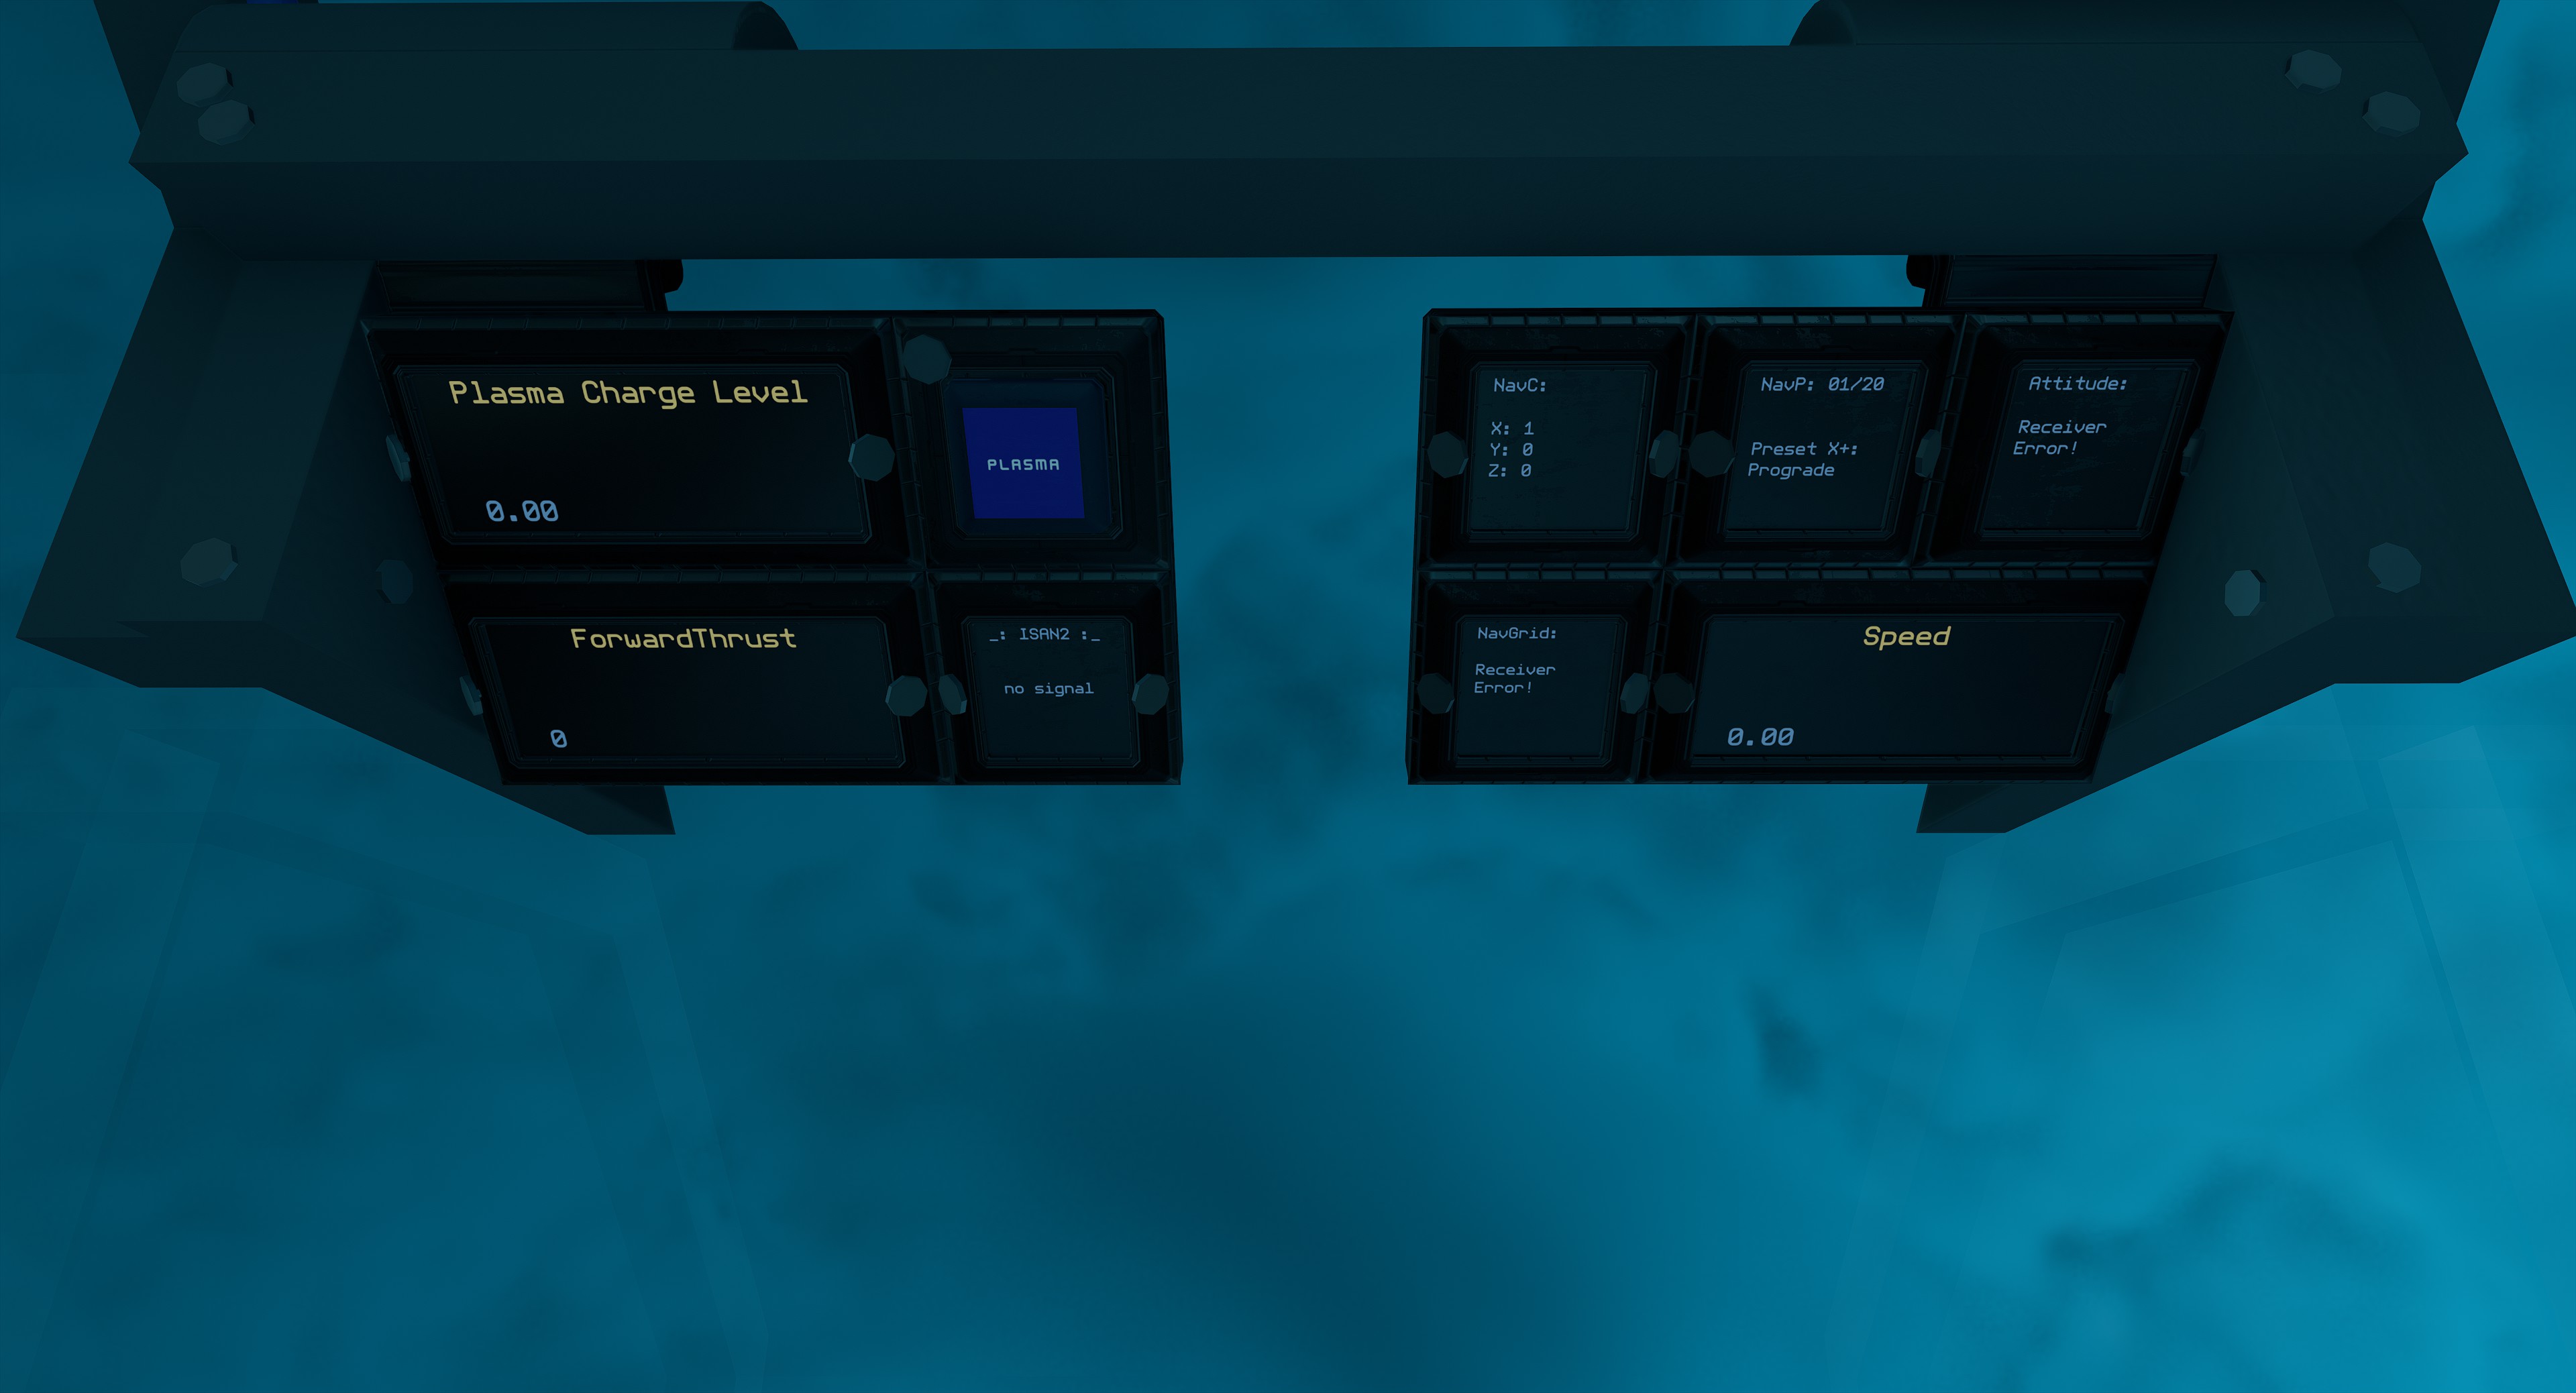 Plasma Charge Level
0.00
PLASMA
ForwardThrust
0
_: ISAN2 :_
no signal
NavC:
X: 1
Y: 0
Z: 0
NavP: 01/20
Preset X+:
Prograde
Attitude:
Receiver
Error!
NavGrid:
Receiver
Error!
Speed
0.00